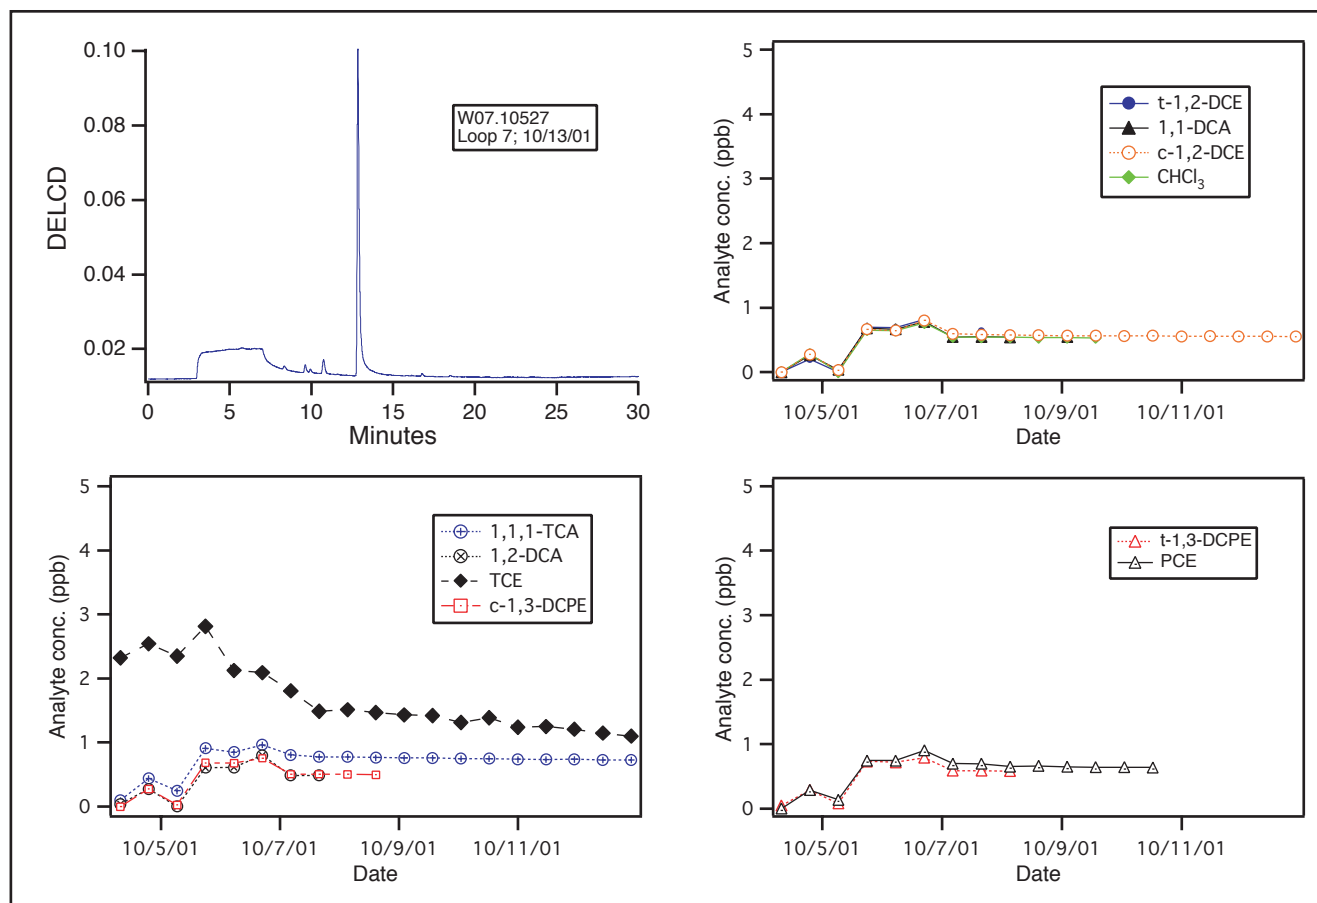 0.10
0.08
0.06
0.04
0.02
DELCD
W07.10527
Loop 7; 10/13/01
0 5 10 15 20 25 30
Minutes
5
4
3
2
1
0
Analyte conc. (ppb)
t-1,2-DCE
1,1-DCA
c-1,2-DCE
CHCl3
10/5/01 10/7/01 10/9/01 10/11/01
Date
5
4
3
2
1
0
Analyte conc. (ppb)
1,1,1-TCA
1,2-DCA
TCE
c-1,3-DCPE
10/5/01 10/7/01 10/9/01 10/11/01
Date
5
4
3
2
1
0
Analyte conc. (ppb)
t-1,3-DCPE
PCE
10/5/01 10/7/01 10/9/01 10/11/01
Date